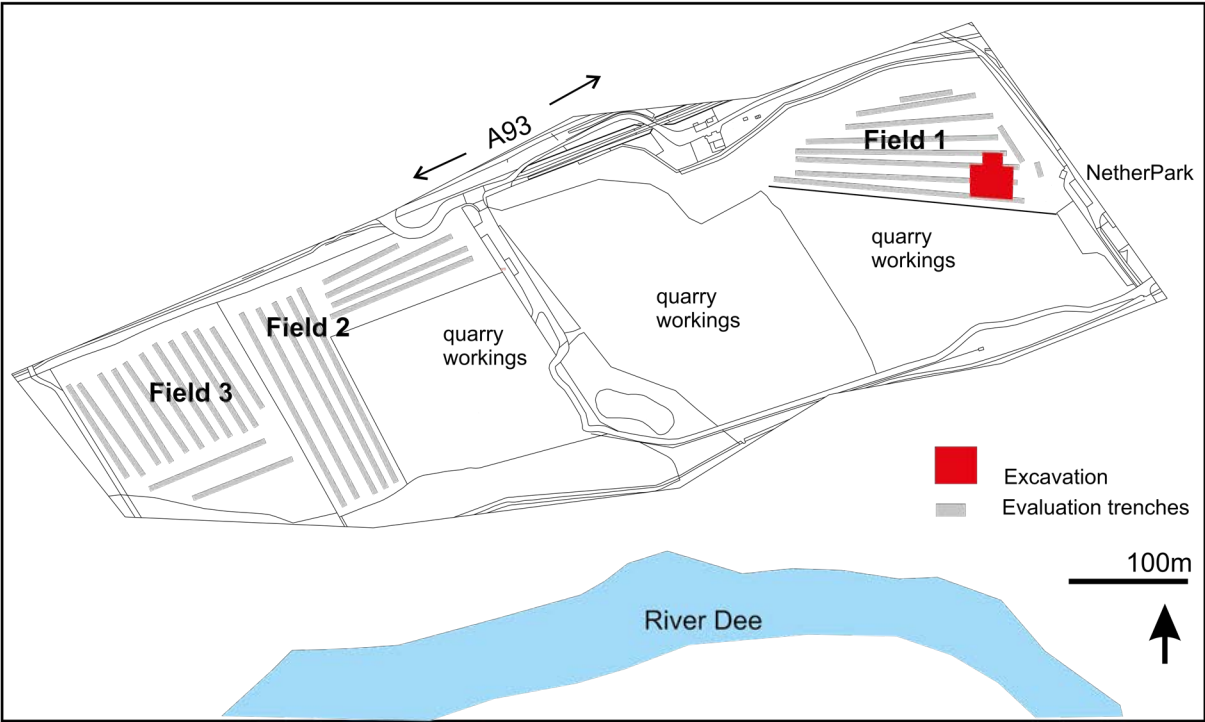 A93
Field 1
NetherPark
quarry
workings
quarry
workings
Field 2
quarry
workings
Field 3
Excavation
Evaluation trenches
100m
River Dee